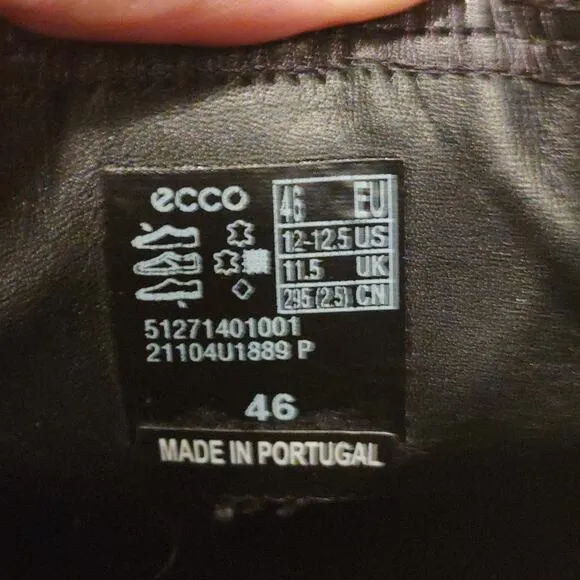 ecco
46 EU
12-12.5 US
11.5 UK
295 (2.5) CN
51271401001
21104U1889 P
46
MADE IN PORTUGAL